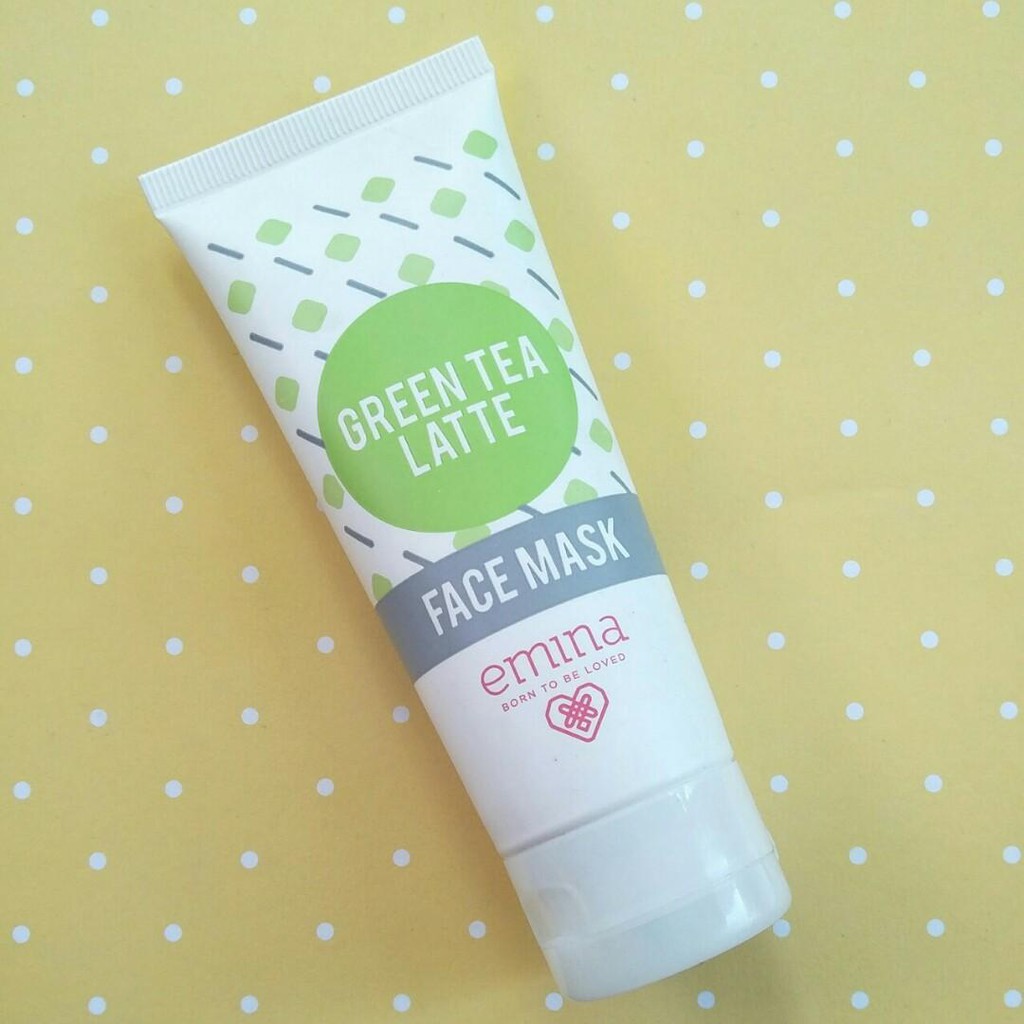 GREEN TEA
LATTE
FACE MASK
emina
BORN TO BE LOVED